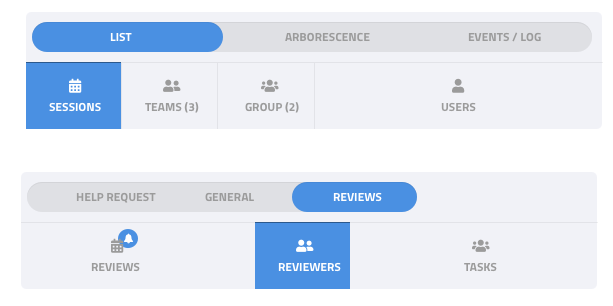 LIST ARBORESCENCE EVENTS / LOG
SESSIONS TEAMS (3) GROUP (2) USERS
HELP REQUEST GENERAL REVIEWS
REVIEWS REVIEWERS TASKS